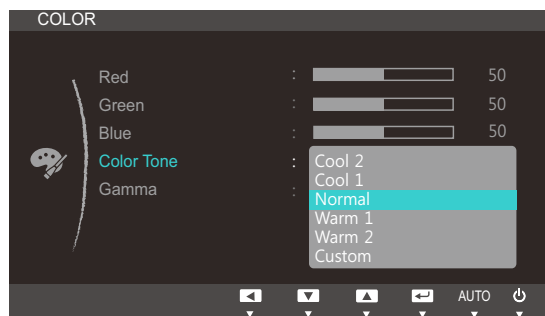 COLOR
Red : 50
Green : 50
Blue : 50
Color Tone : Cool 2
Cool 1
Gamma : Normal
Warm 1
Warm 2
Custom
AUTO